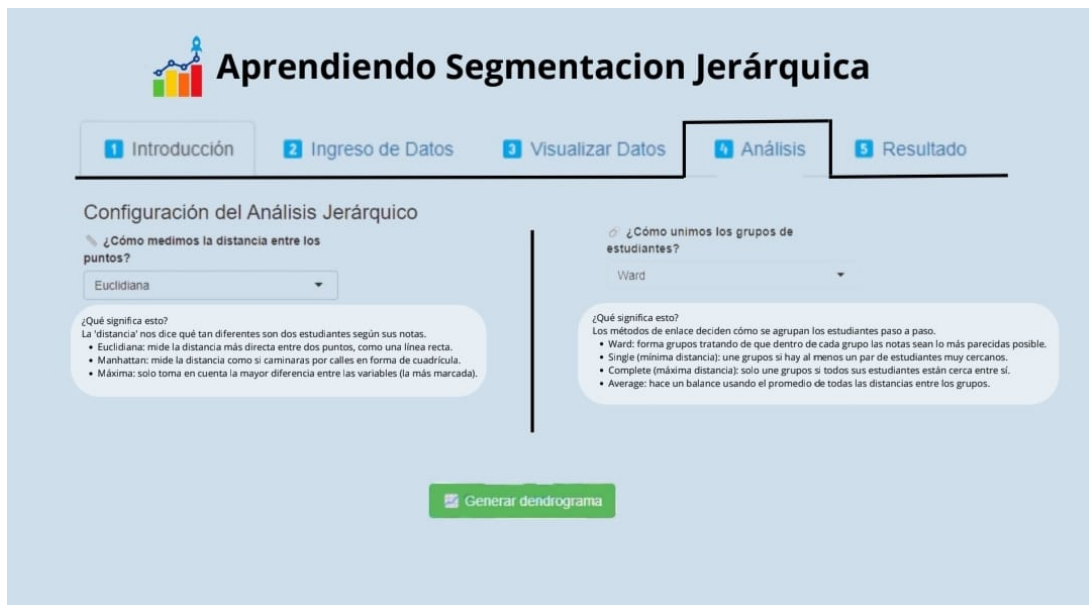 Aprendiendo Segmentacion Jerárquica
1 Introducción
2 Ingreso de Datos
3 Visualizar Datos
4 Análisis
5 Resultado
Configuración del Análisis Jerárquico
¿Cómo medimos la distancia entre los
puntos?
Euclidiana
¿Qué significa esto?
La 'distancia' nos dice qué tan diferentes son dos estudiantes según sus notas.
• Euclidiana: mide la distancia más directa entre dos puntos, como una línea recta.
• Manhattan: mide la distancia como si caminaras por calles en forma de cuadrícula.
• Máxima: solo toma en cuenta la mayor diferencia entre las variables (la más marcada).
¿Cómo unimos los grupos de
estudiantes?
Ward
¿Qué significa esto?
Los métodos de enlace deciden cómo se agrupan los estudiantes paso a paso.
• Ward: forma grupos tratando de que dentro de cada grupo las notas sean lo más parecidas posible.
• Single (mínima distancia): une grupos si hay al menos un par de estudiantes muy cercanos.
• Complete (máxima distancia): solo une grupos si todos sus estudiantes están cerca entre sí.
• Average: hace un balance usando el promedio de todas las distancias entre los grupos.
Generar dendrograma